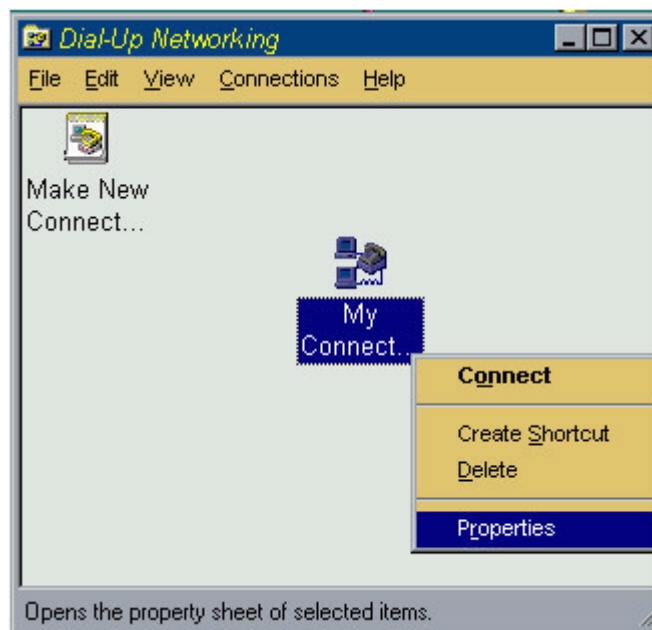 Dial-Up Networking
File Edit View Connections Help
Make New
Connect...
My
Connect...
Connect
Create Shortcut
Delete
Properties
Opens the property sheet of selected items.